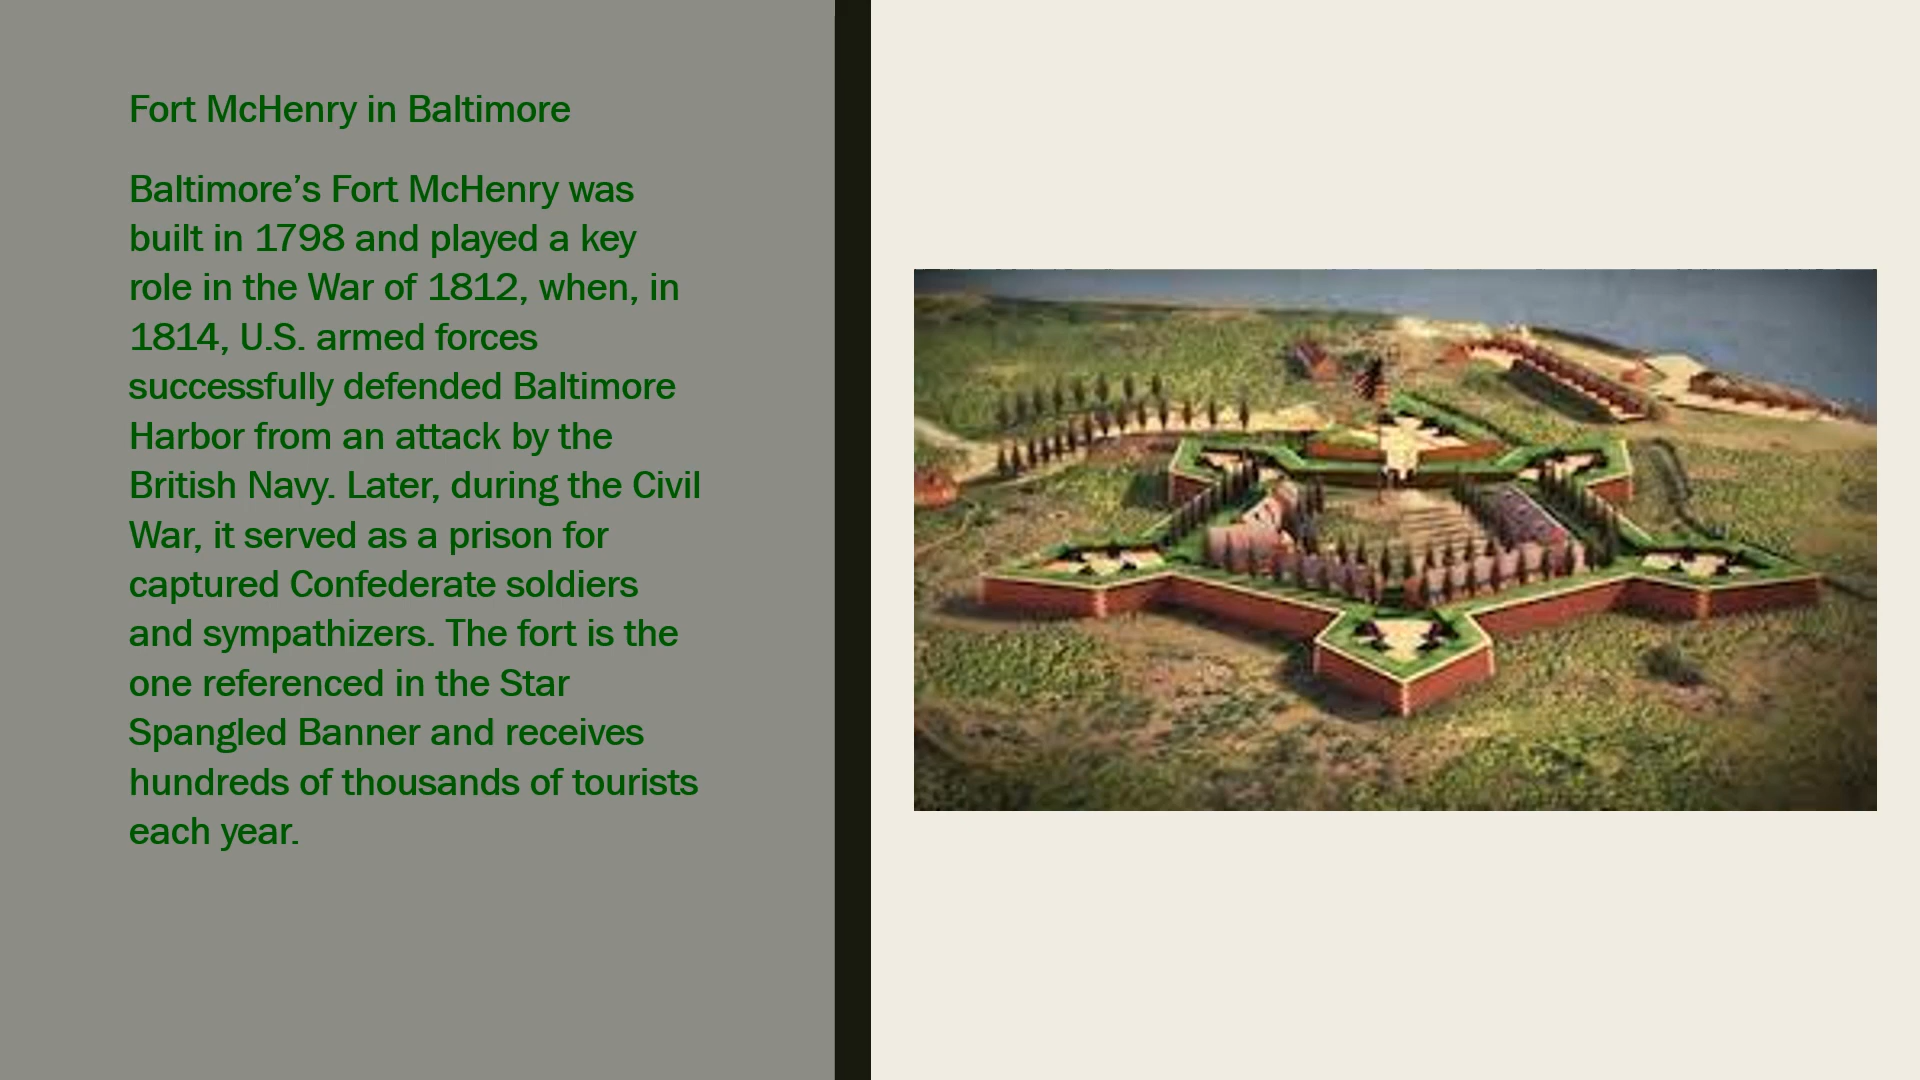 Fort McHenry in Baltimore
Baltimore’s Fort McHenry was
built in 1798 and played a key
role in the War of 1812, when, in
1814, U.S. armed forces
successfully defended Baltimore
Harbor from an attack by the
British Navy. Later, during the Civil
War, it served as a prison for
captured Confederate soldiers
and sympathizers. The fort is the
one referenced in the Star
Spangled Banner and receives
hundreds of thousands of tourists
each year.